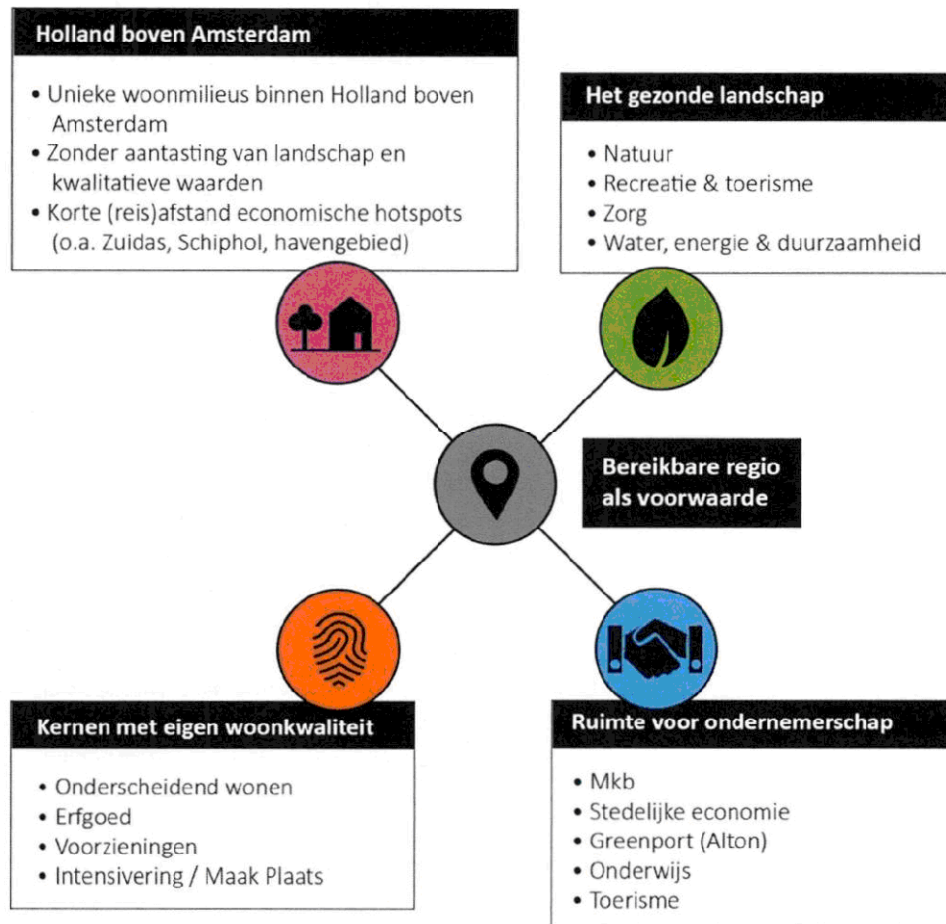 Holland boven Amsterdam
• Unieke woonmilieus binnen Holland boven
Amsterdam
• Zonder aantasting van landschap en
kwalitatieve waarden
• Korte (reis)afstand economische hotspots
(o.a. Zuidas, Schiphol, havengebied)
Het gezonde landschap
• Natuur
• Recreatie & toerisme
• Zorg
• Water, energie & duurzaamheid
Bereikbare regio
als voorwaarde
Kernen met eigen woonkwaliteit
• Onderscheidend wonen
• Erfgoed
• Voorzieningen
• Intensivering / Maak Plaats
Ruimte voor ondernemerschap
• Mkb
• Stedelijke economie
• Greenport (Alton)
• Onderwijs
• Toerisme